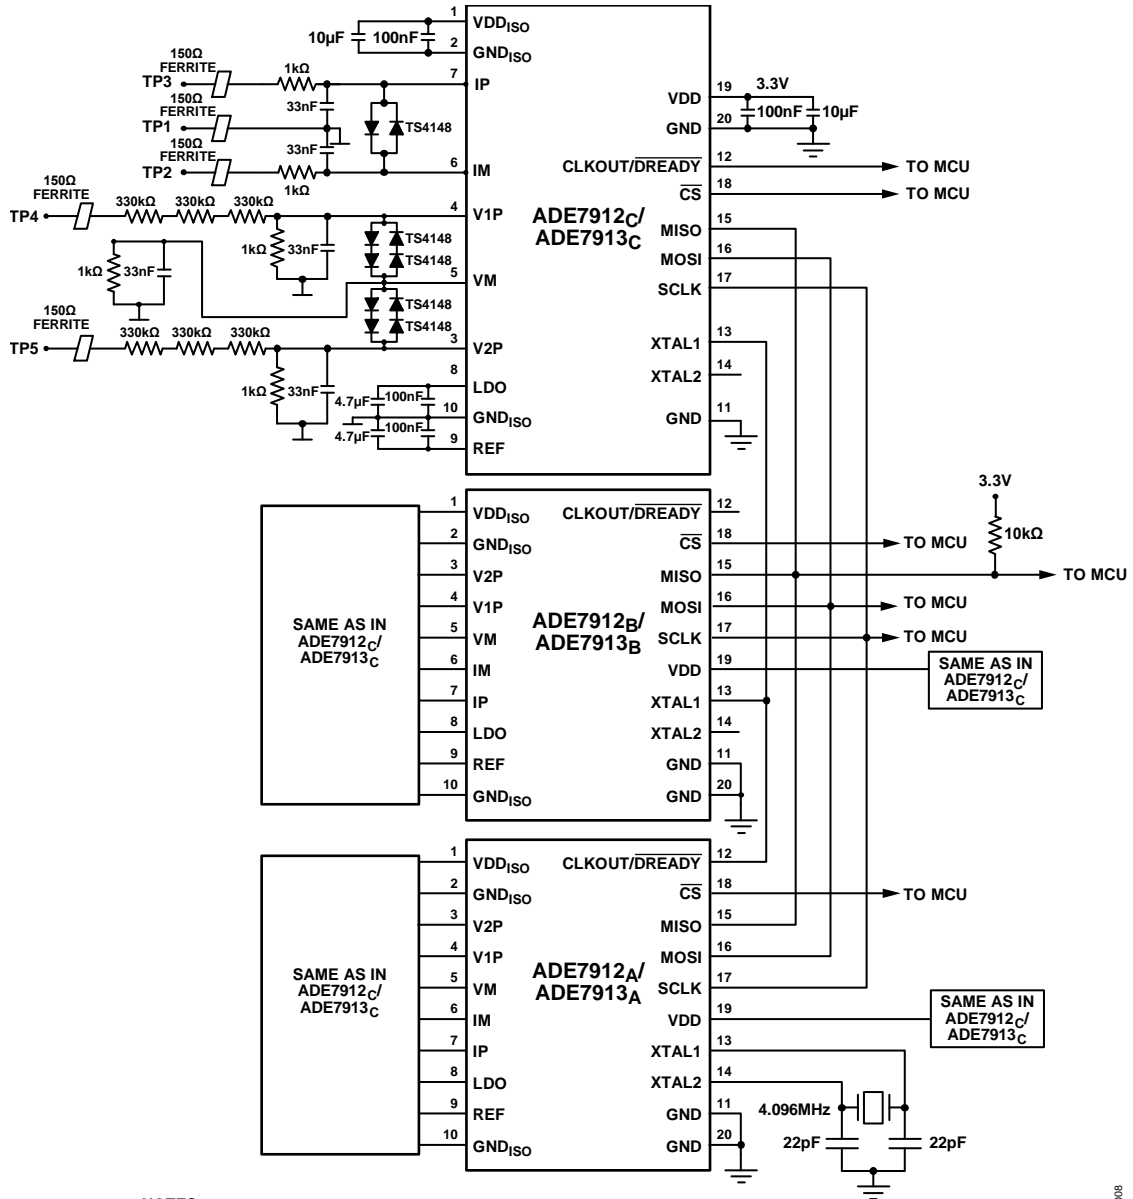 1
VDDISO
10µF
100nF
2
GNDISO
150Ω
FERRITE
1kΩ
TP3
7
IP
33nF
150Ω
FERRITE
TP1
TS4148
33nF
150Ω
FERRITE
TP2
6
IM
1kΩ
150Ω
FERRITE
330kΩ 330kΩ 330kΩ
TP4
4
V1P
TS4148
1kΩ
33nF
TS4148
1kΩ
33nF
5
VM
TS4148
150Ω
FERRITE
TS4148
330kΩ 330kΩ 330kΩ
TP5
3
V2P
8
LDO
1kΩ
33nF
4.7µF
100nF
10
GNDISO
4.7µF
100nF
9
REF
ADE7912C/
ADE7913C
VDD
19
3.3V
100nF
10µF
GND
20
CLKOUT/DREADY
12
TO MCU
CS
18
TO MCU
MISO
15
MOSI
16
SCLK
17
XTAL1
13
XTAL2
14
GND
11
3.3V
10kΩ
TO MCU
SAME AS IN
ADE7912C/
ADE7913C
1
VDDISO
2
GNDISO
3
V2P
4
V1P
5
VM
6
IM
7
IP
8
LDO
9
REF
10
GNDISO
ADE7912B/
ADE7913B
CLKOUT/DREADY
12
CS
18
TO MCU
MISO
15
MOSI
16
TO MCU
SCLK
17
TO MCU
VDD
19
SAME AS IN
ADE7912C/
ADE7913C
XTAL1
13
XTAL2
14
GND
11
GND
20
SAME AS IN
ADE7912C/
ADE7913C
1
VDDISO
2
GNDISO
3
V2P
4
V1P
5
VM
6
IM
7
IP
8
LDO
9
REF
10
GNDISO
ADE7912A/
ADE7913A
CLKOUT/DREADY
12
CS
18
TO MCU
MISO
15
MOSI
16
SCLK
17
VDD
19
SAME AS IN
ADE7912C/
ADE7913C
XTAL1
13
XTAL2
14
GND
11
4.096MHz
GND
20
22pF
22pF